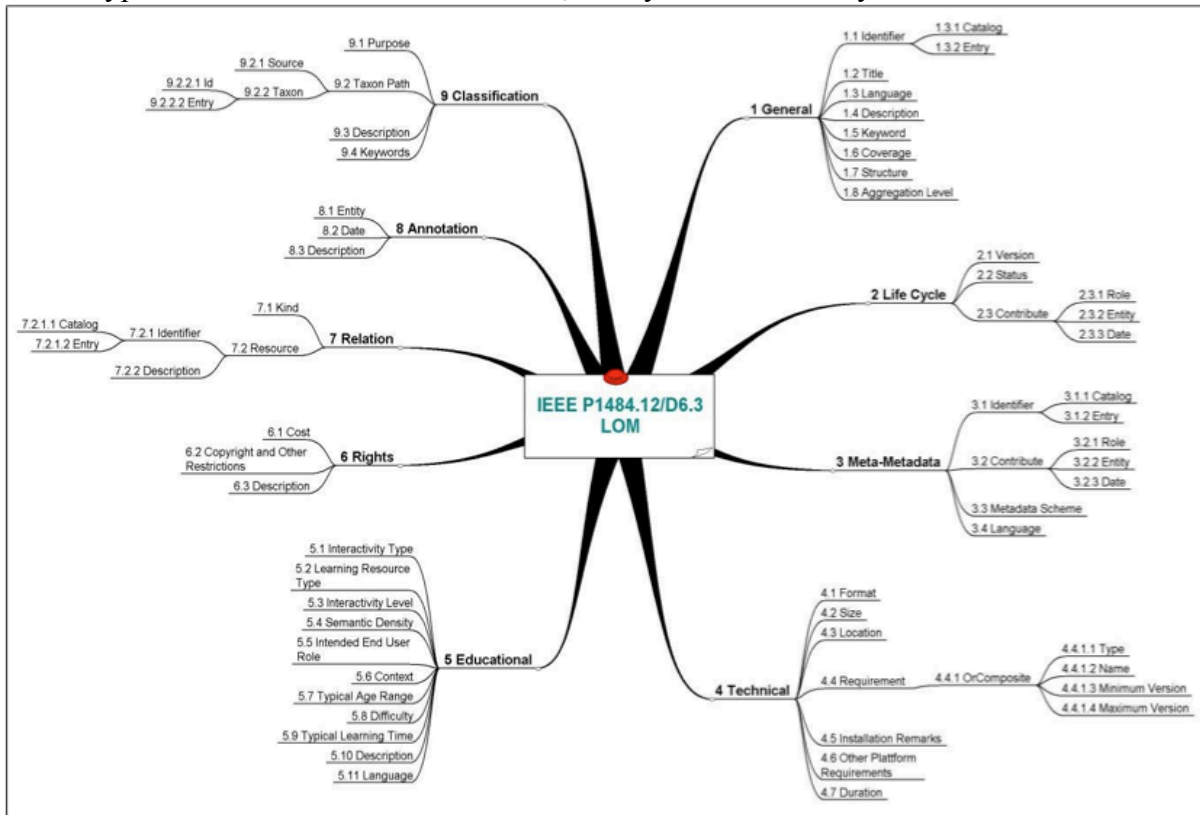 IEEE P1484.12/D6.3
LOM
1 General
1.1 Identifier
1.3.1 Catalog
1.3.2 Entry
1.2 Title
1.3 Language
1.4 Description
1.5 Keyword
1.6 Coverage
1.7 Structure
1.8 Aggregation Level
2 Life Cycle
2.1 Version
2.2 Status
2.3 Contribute
2.3.1 Role
2.3.2 Entity
2.3.3 Date
3 Meta-Metadata
3.1 Identifier
3.1.1 Catalog
3.1.2 Entry
3.2 Contribute
3.2.1 Role
3.2.2 Entity
3.2.3 Date
3.3 Metadata Scheme
3.4 Language
4 Technical
4.1 Format
4.2 Size
4.3 Location
4.4 Requirement
4.4.1 OrComposite
4.4.1.1 Type
4.4.1.2 Name
4.4.1.3 Minimum Version
4.4.1.4 Maximum Version
4.5 Installation Remarks
4.6 Other Plattform
Requirements
4.7 Duration
5 Educational
5.1 Interactivity Type
5.2 Learning Resource
Type
5.3 Interactivity Level
5.4 Semantic Density
5.5 Intended End User
Role
5.6 Context
5.7 Typical Age Range
5.8 Difficulty
5.9 Typical Learning Time
5.10 Description
5.11 Language
6 Rights
6.1 Cost
6.2 Copyright and Other
Restrictions
6.3 Description
7 Relation
7.1 Kind
7.2 Resource
7.2.1 Identifier
7.2.1.1 Catalog
7.2.1.2 Entry
7.2.2 Description
8 Annotation
8.1 Entity
8.2 Date
8.3 Description
9 Classification
9.1 Purpose
9.2 Taxon Path
9.2.1 Source
9.2.2 Taxon
9.2.2.1 Id
9.2.2.2 Entry
9.3 Description
9.4 Keywords